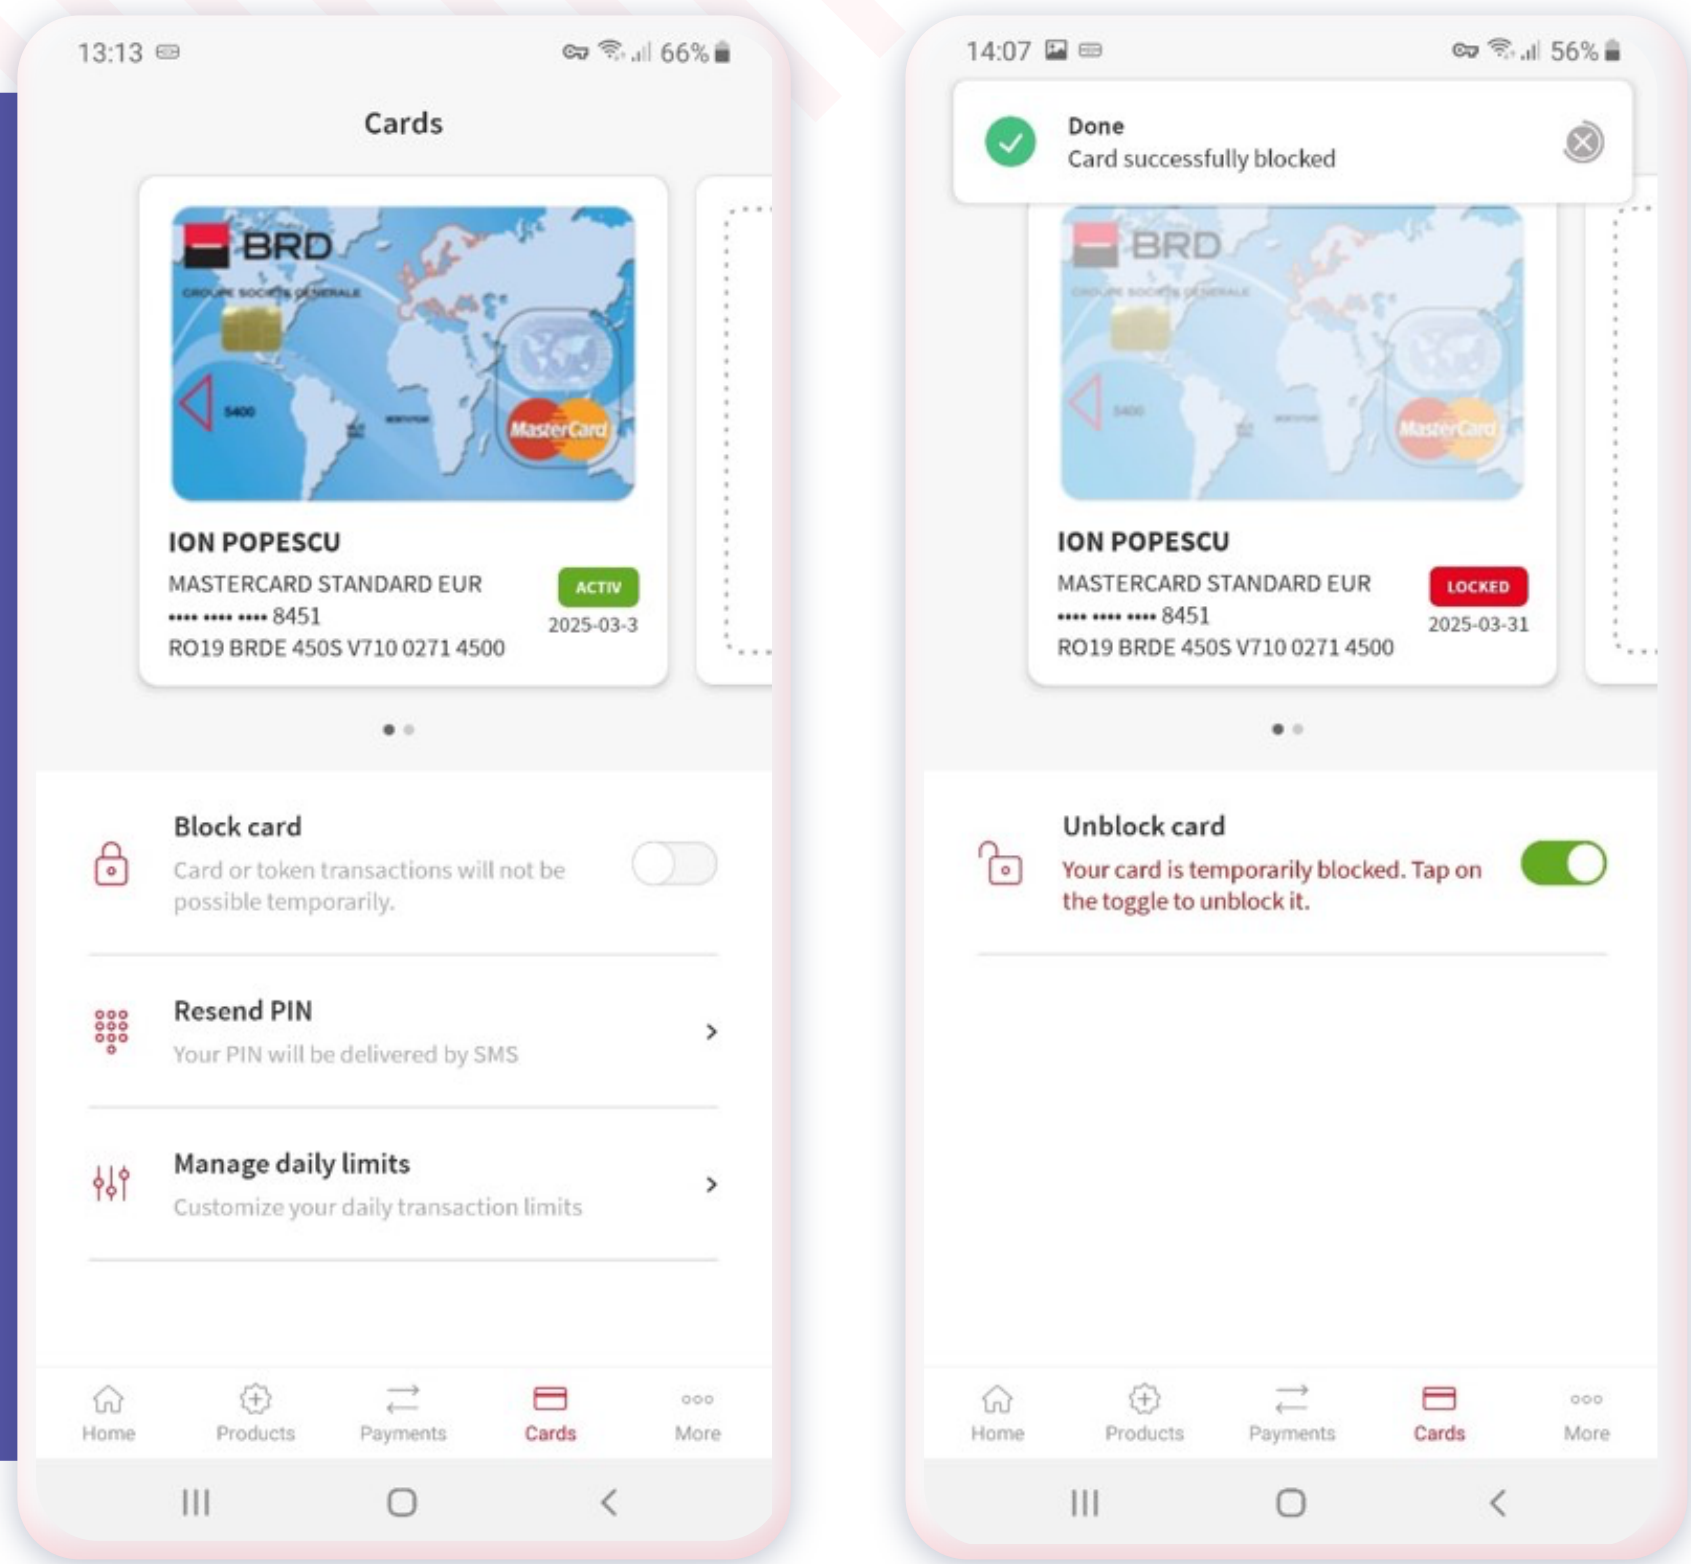 13:13
66%
Cards
BRD
GROUPE SOCIETE GENERALE
5400
MasterCard
ION POPESCU
MASTERCARD STANDARD EUR
ACTIV
•••• •••• •••• 8451
2025-03-3
RO19 BRDE 450S V710 0271 4500
Block card
Card or token transactions will not be
possible temporarily.
Resend PIN
Your PIN will be delivered by SMS
Manage daily limits
Customize your daily transaction limits
Home
Products
Payments
Cards
More
14:07
56%
Done
Card successfully blocked
BRD
GROUPE SOCIETE GENERALE
5400
MasterCard
ION POPESCU
MASTERCARD STANDARD EUR
LOCKED
•••• •••• •••• 8451
2025-03-31
RO19 BRDE 450S V710 0271 4500
Unblock card
Your card is temporarily blocked. Tap on
the toggle to unblock it.
Home
Products
Payments
Cards
More